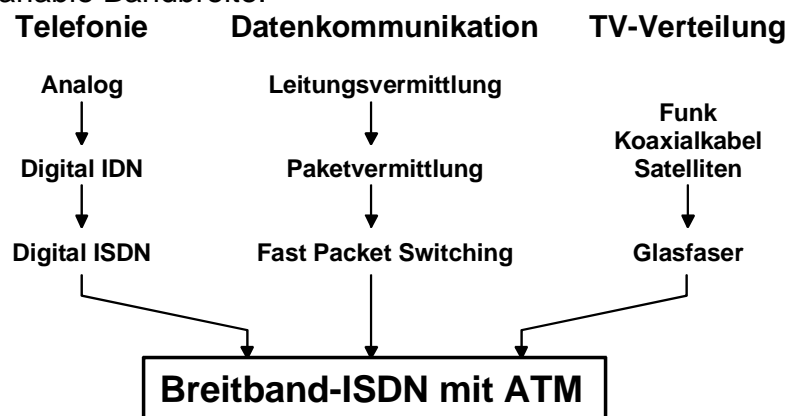 Bandbreite.
Telefonie Datenkommunikation TV-Verteilung
Analog Leitungsvermittlung
Funk
Koaxialkabel
Digital IDN Paketvermittlung Satelliten
Digital ISDN Fast Packet Switching Glasfaser
Breitband-ISDN mit ATM